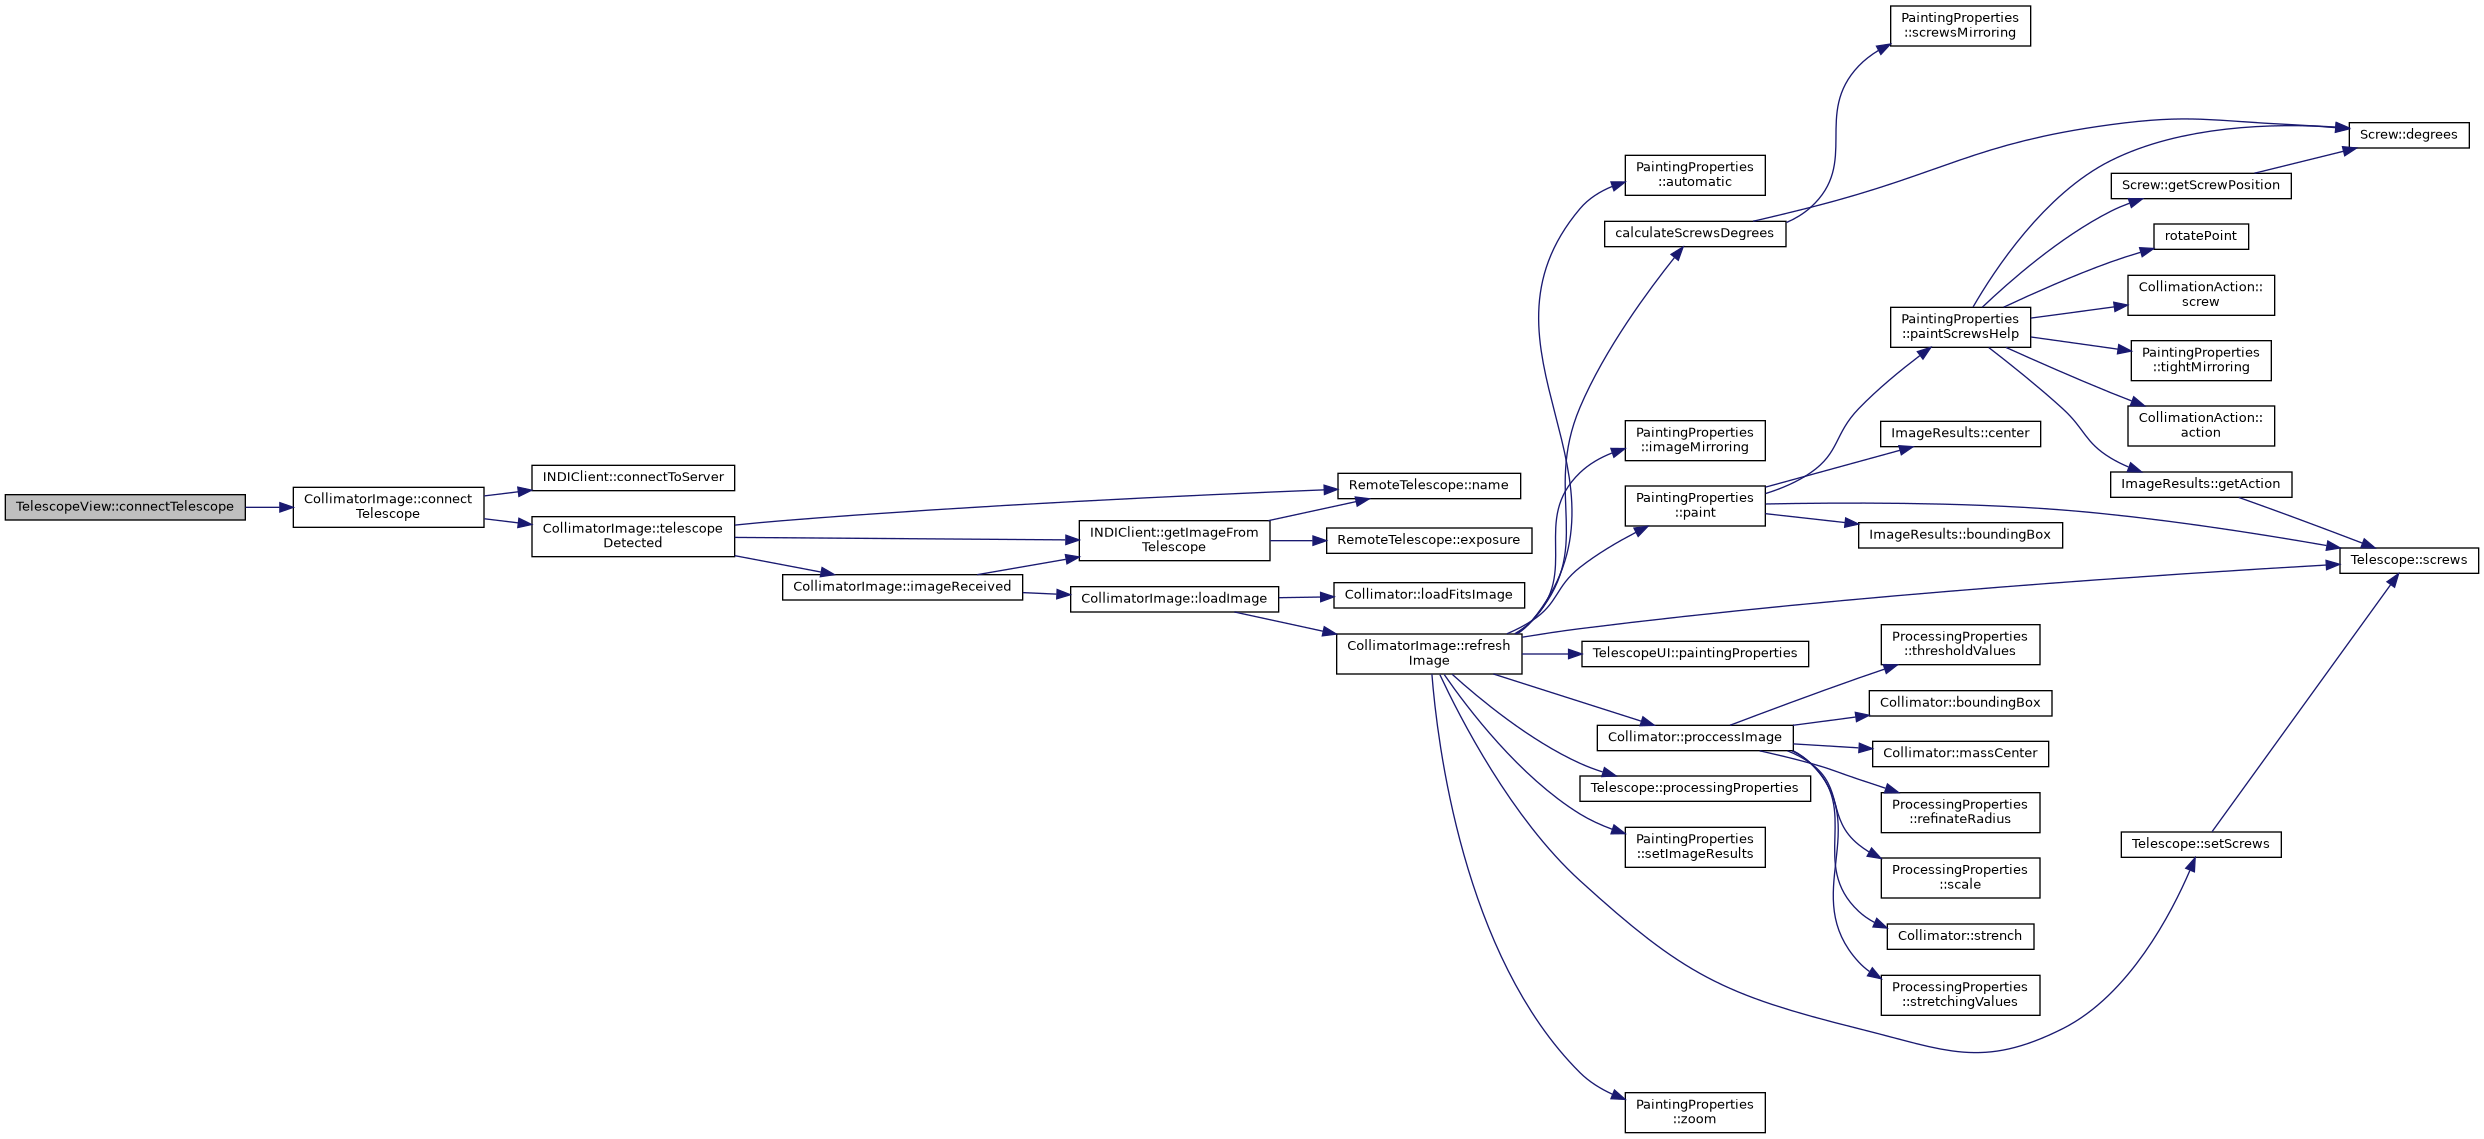 TelescopeView::connectTelescope
CollimatorImage::connect
Telescope
INDIClient::connectToServer
CollimatorImage::telescope
Detected
CollimatorImage::imageReceived
INDIClient::getImageFrom
Telescope
CollimatorImage::loadImage
RemoteTelescope::name
RemoteTelescope::exposure
Collimator::loadFitsImage
CollimatorImage::refresh
Image
PaintingProperties
::automatic
calculateScrewsDegrees
PaintingProperties
::imageMirroring
PaintingProperties
::paint
TelescopeUI::paintingProperties
Collimator::proccessImage
Telescope::processingProperties
PaintingProperties
::setImageResults
PaintingProperties
::zoom
PaintingProperties
::screwsMirroring
PaintingProperties
::paintScrewsHelp
ImageResults::center
ImageResults::boundingBox
ProcessingProperties
::thresholdValues
Collimator::boundingBox
Collimator::massCenter
ProcessingProperties
::refinateRadius
ProcessingProperties
::scale
Collimator::strench
ProcessingProperties
::stretchingValues
Screw::getScrewPosition
rotatePoint
CollimationAction::
screw
PaintingProperties
::tightMirroring
CollimationAction::
action
ImageResults::getAction
Telescope::setScrews
Screw::degrees
Telescope::screws